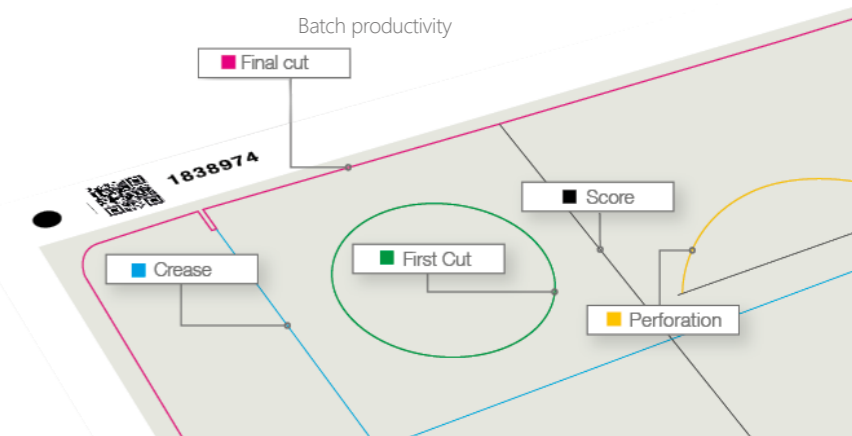 Batch productivity
Final cut
1838974
Score
First Cut
Crease
Perforation